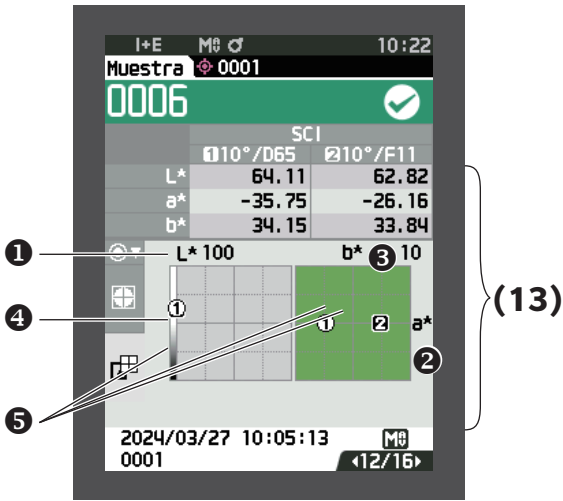 I+E M 10:22
Muestra 0001
0006
SCI
1 10°/D65 2 10°/F11
L* 64.11 62.82
a* -35.75 -26.16
b* 34.15 33.84
1 L* 100 b* 3 10
4 1 1 2 a*
2
5
(13)
2024/03/27 10:05:13 M
0001 12/16